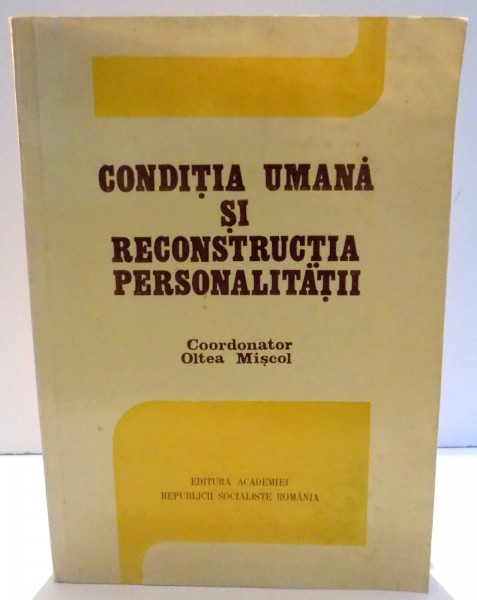 CONDIȚIA UMANĂ
ȘI
RECONSTRUCȚIA
PERSONALITĂȚII
Coordonator
Oltea Mișcol
EDITURA ACADEMIEI
REPUBLICII SOCIALISTE ROMÂNIA